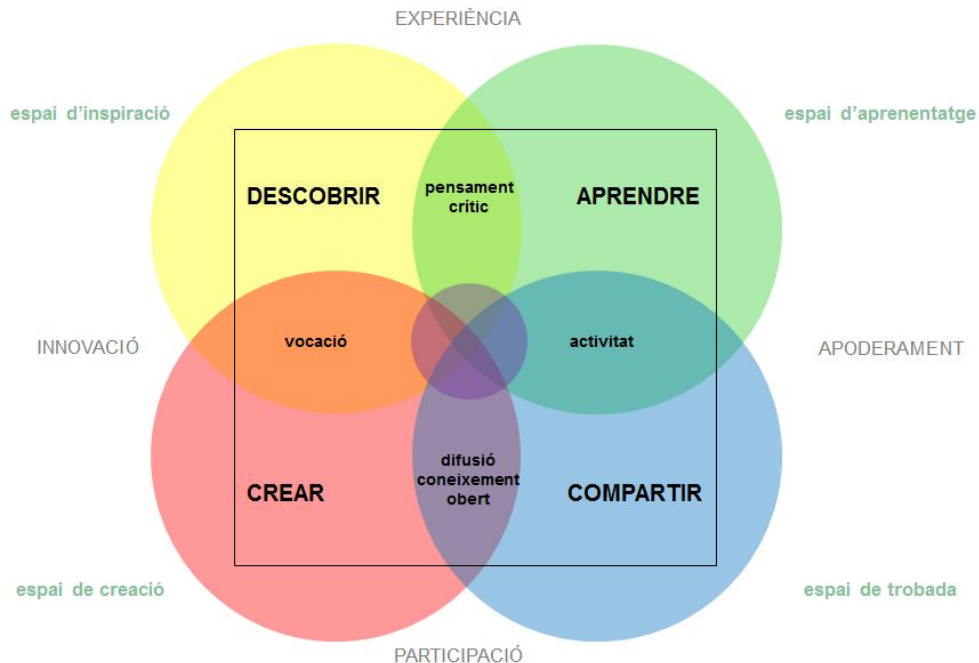 EXPERIÈNCIA
espai d’inspiració
espai d’aprenentatge
DESCOBRIR
pensament
crític
APRENDRE
INNOVACIÓ
vocació
activitat
APODERAMENT
difusió
coneixement
obert
CREAR
COMPARTIR
espai de creació
espai de trobada
PARTICIPACIÓ